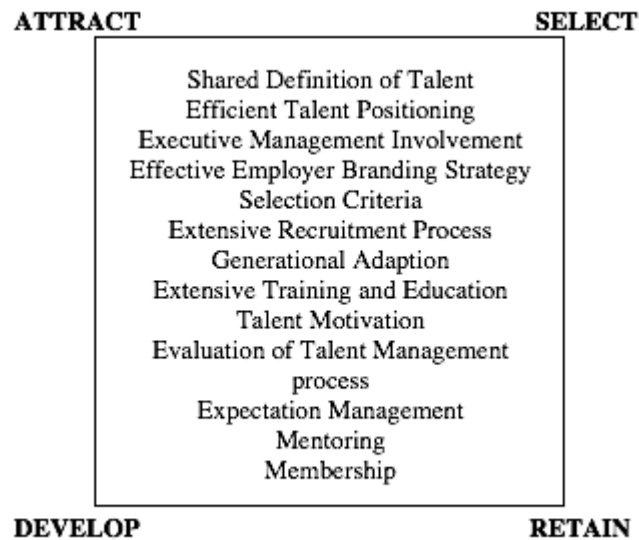 ATTRACT SELECT
Shared Definition of Talent
Efficient Talent Positioning
Executive Management Involvement
Effective Employer Branding Strategy
Selection Criteria
Extensive Recruitment Process
Generational Adaption
Extensive Training and Education
Talent Motivation
Evaluation of Talent Management
process
Expectation Management
Mentoring
Membership
DEVELOP RETAIN